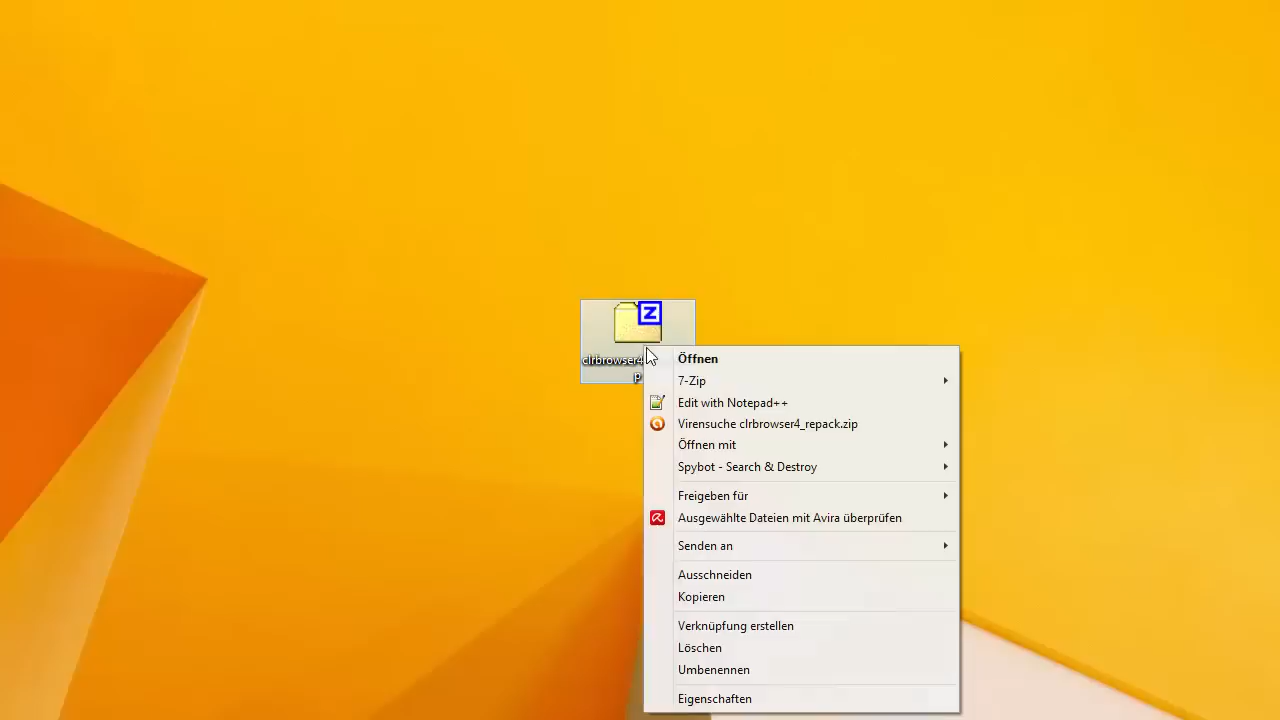 Z
clrbrowser4
p
Öffnen
7-Zip
Edit with Notepad++
Virensuche clrbrowser4_repack.zip
Öffnen mit
Spybot - Search & Destroy
Freigeben für
Ausgewählte Dateien mit Avira überprüfen
Senden an
Ausschneiden
Kopieren
Verknüpfung erstellen
Löschen
Umbenennen
Eigenschaften